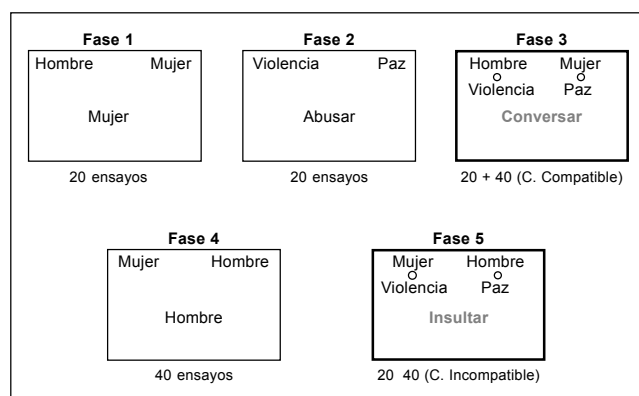 Fase 1
Hombre Mujer
Mujer
20 ensayos
Fase 2
Violencia Paz
Abusar
20 ensayos
Fase 3
Hombre Mujer
o o
Violencia Paz
Conversar
20 + 40 (C. Compatible)
Fase 4
Mujer Hombre
Hombre
40 ensayos
Fase 5
Mujer Hombre
o o
Violencia Paz
Insultar
20 40 (C. Incompatible)